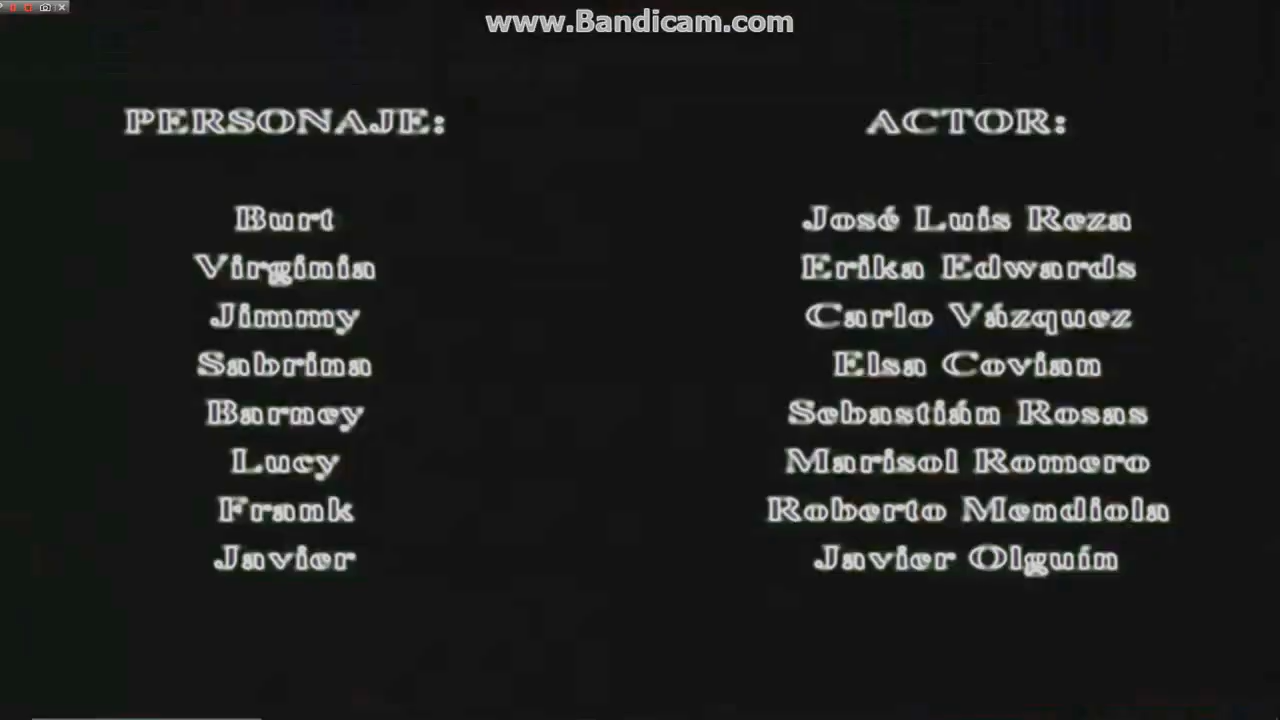 www.Bandicam.com
PERSONAJE: ACTOR:
Burt José Luis Reza
Virginia Erika Edwards
Jimmy Carlo Vázquez
Sabrina Elsa Covian
Barney Sebastián Rosas
Lucy Marisol Romero
Frank Roberto Mendiola
Javier Javier Olguín